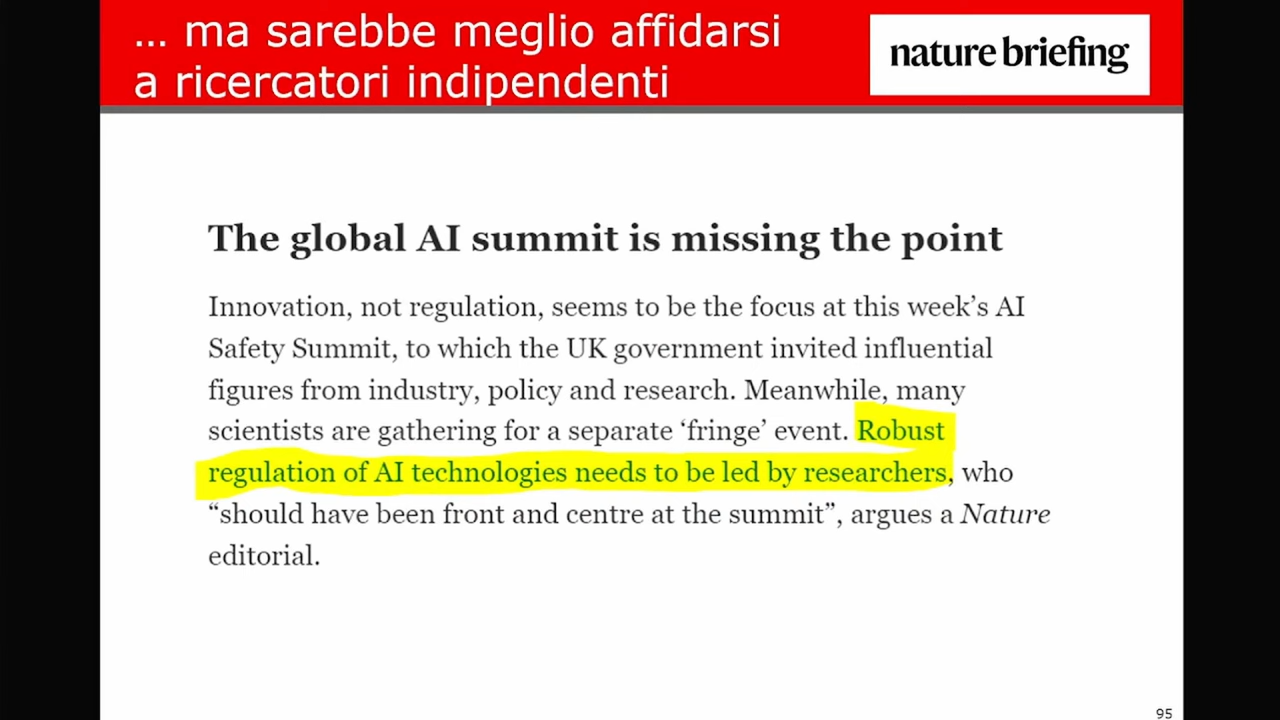 … ma sarebbe meglio affidarsi
a ricercatori indipendenti
nature briefing
The global AI summit is missing the point
Innovation, not regulation, seems to be the focus at this week’s AI
Safety Summit, to which the UK government invited influential
figures from industry, policy and research. Meanwhile, many
scientists are gathering for a separate ‘fringe’ event. Robust
regulation of AI technologies needs to be led by researchers, who
“should have been front and centre at the summit”, argues a Nature
editorial.
95